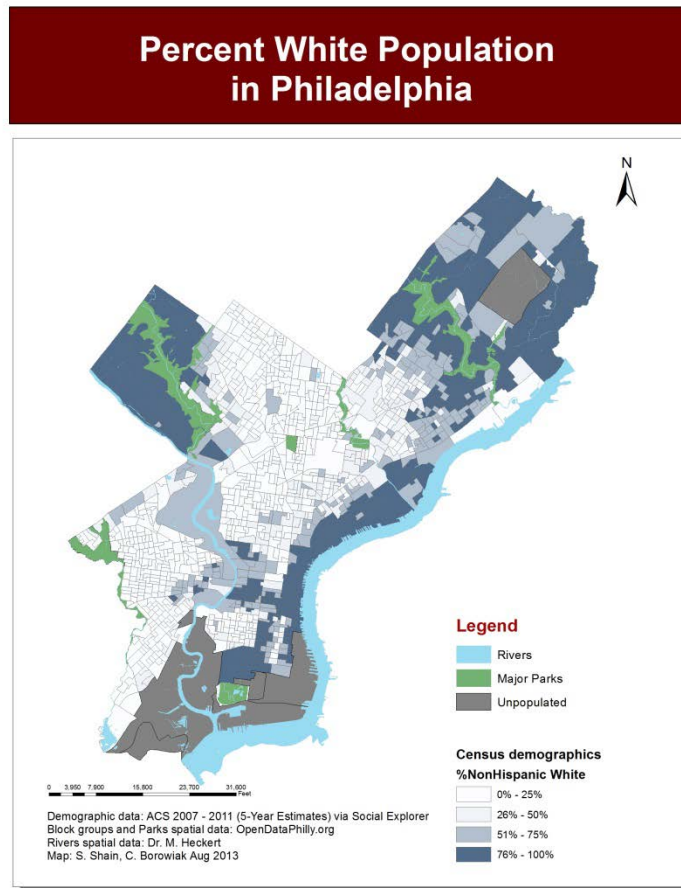 Percent White Population
in Philadelphia
N
Legend
Rivers
Major Parks
Unpopulated
Census demographics
%NonHispanic White
0% - 25%
26% - 50%
51% - 75%
76% - 100%
0 3,950 7,900 15,800 23,700 31,600
Feet
Demographic data: ACS 2007 - 2011 (5-Year Estimates) via Social Explorer
Block groups and Parks spatial data: OpenDataPhilly.org
Rivers spatial data: Dr. M. Heckert
Map: S. Shain, C. Borowiak Aug 2013